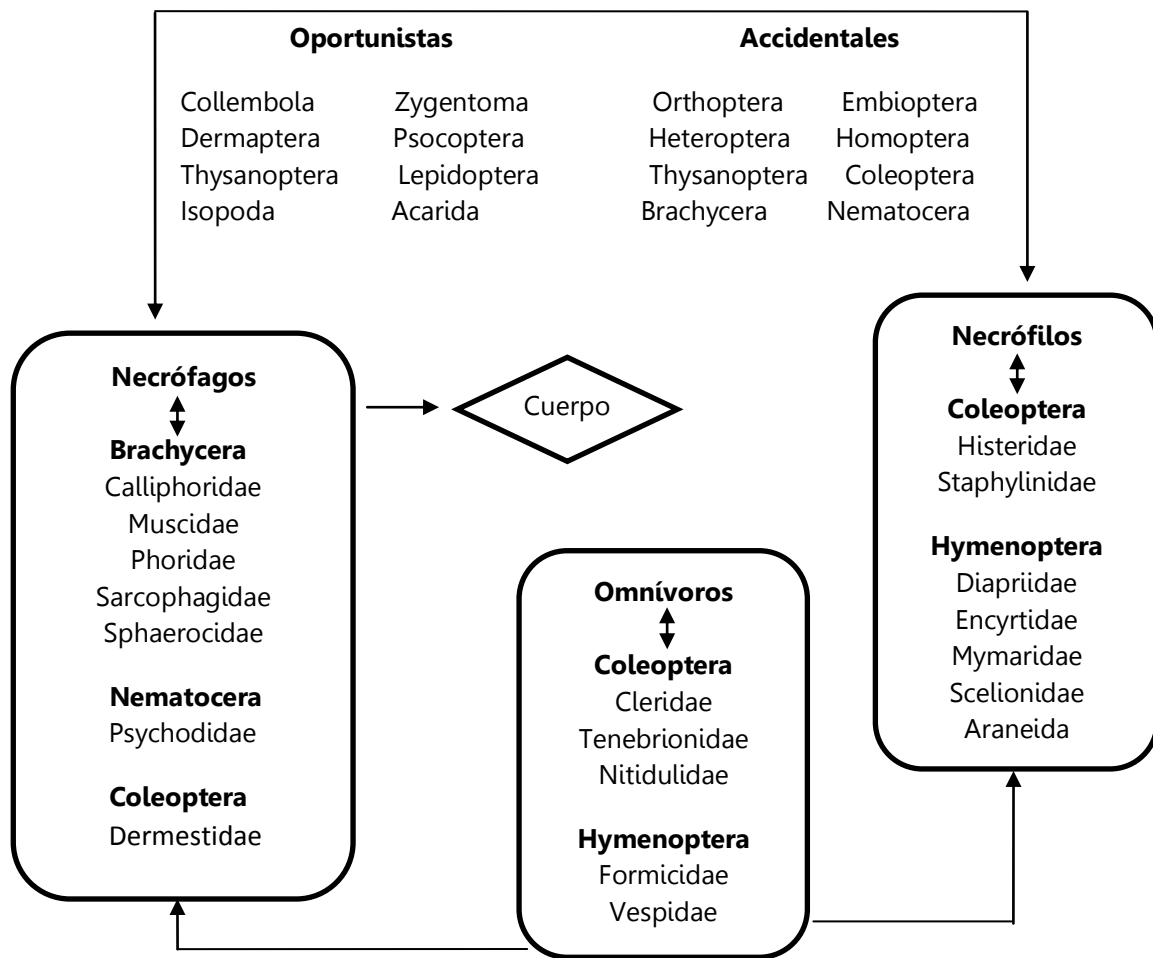 Oportunistas
Collembola Zygentoma
Dermaptera Psocoptera
Thysanoptera Lepidoptera
Isopoda Acarida
Accidentales
Orthoptera Embioptera
Heteroptera Homoptera
Thysanoptera Coleoptera
Brachycera Nematocera
Necrófagos
Brachycera
Calliphoridae
Muscidae
Phoridae
Sarcophagidae
Sphaerocidae
Nematocera
Psychodidae
Coleoptera
Dermestidae
Cuerpo
Omnívoros
Coleoptera
Cleridae
Tenebrionidae
Nitidulidae
Hymenoptera
Formicidae
Vespidae
Necrófilos
Coleoptera
Histeridae
Staphylinidae
Hymenoptera
Diapriidae
Encyrtidae
Mymaridae
Scelionidae
Araneida